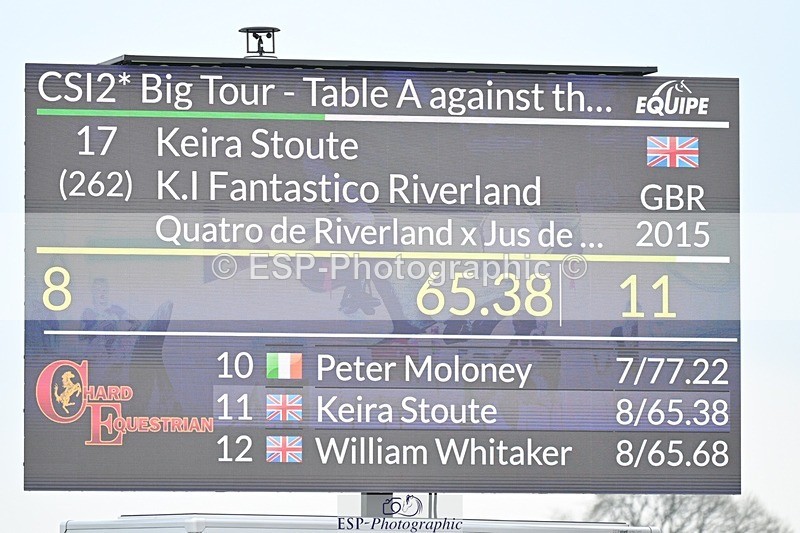 CSI2* Big Tour - Table A against th...
EQUIPE
17 Keira Stoute
(262) K.I Fantastico Riverland GBR
Quatro de Riverland x Jus de ... 2015
© ESP-Photographic ©
8 65.38 11
10 Peter Moloney 7/77.22
11 Keira Stoute 8/65.38
12 William Whitaker 8/65.68
CHARD
EQUESTRIAN
ESP-Photographic